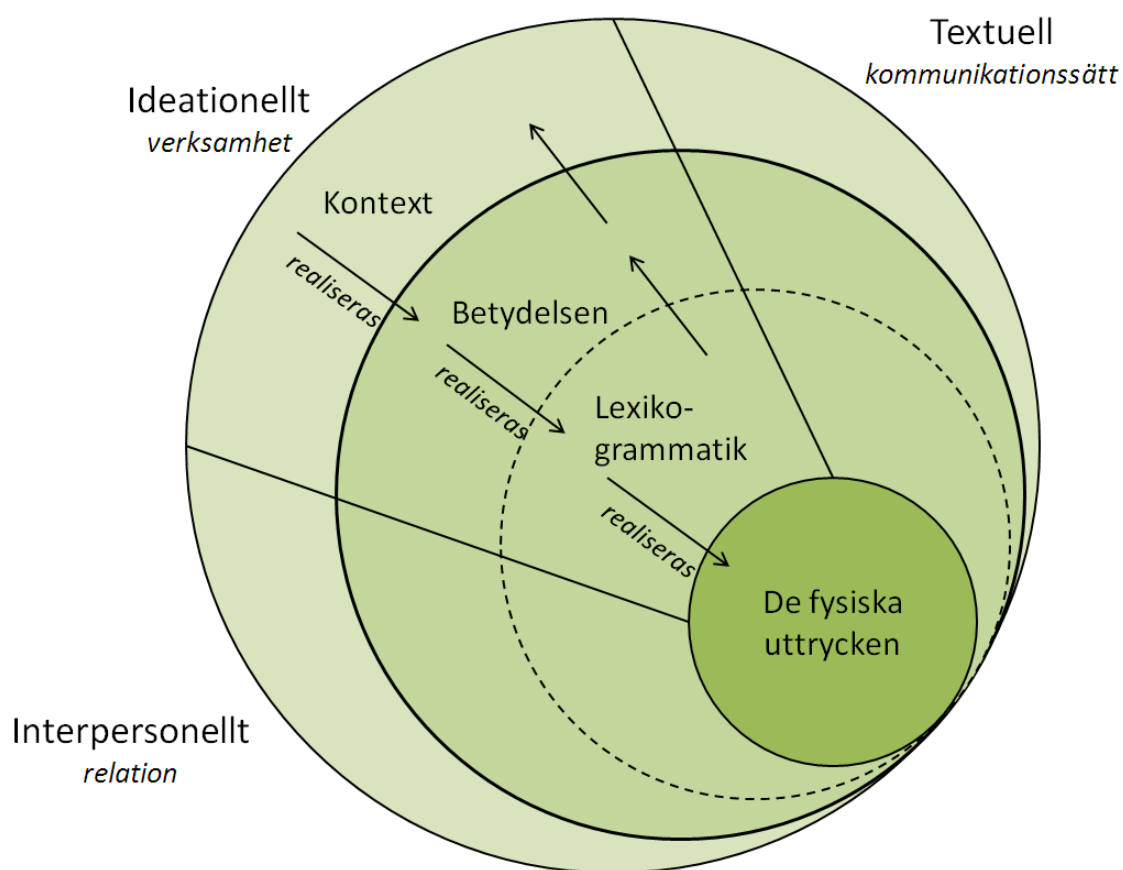 Textuell
kommunikationssätt
Ideationellt
verksamhet
Kontext
realiseras
Betydelsen
realiseras
Lexiko-
grammatik
realiseras
De fysiska
uttrycken
Interpersonellt
relation